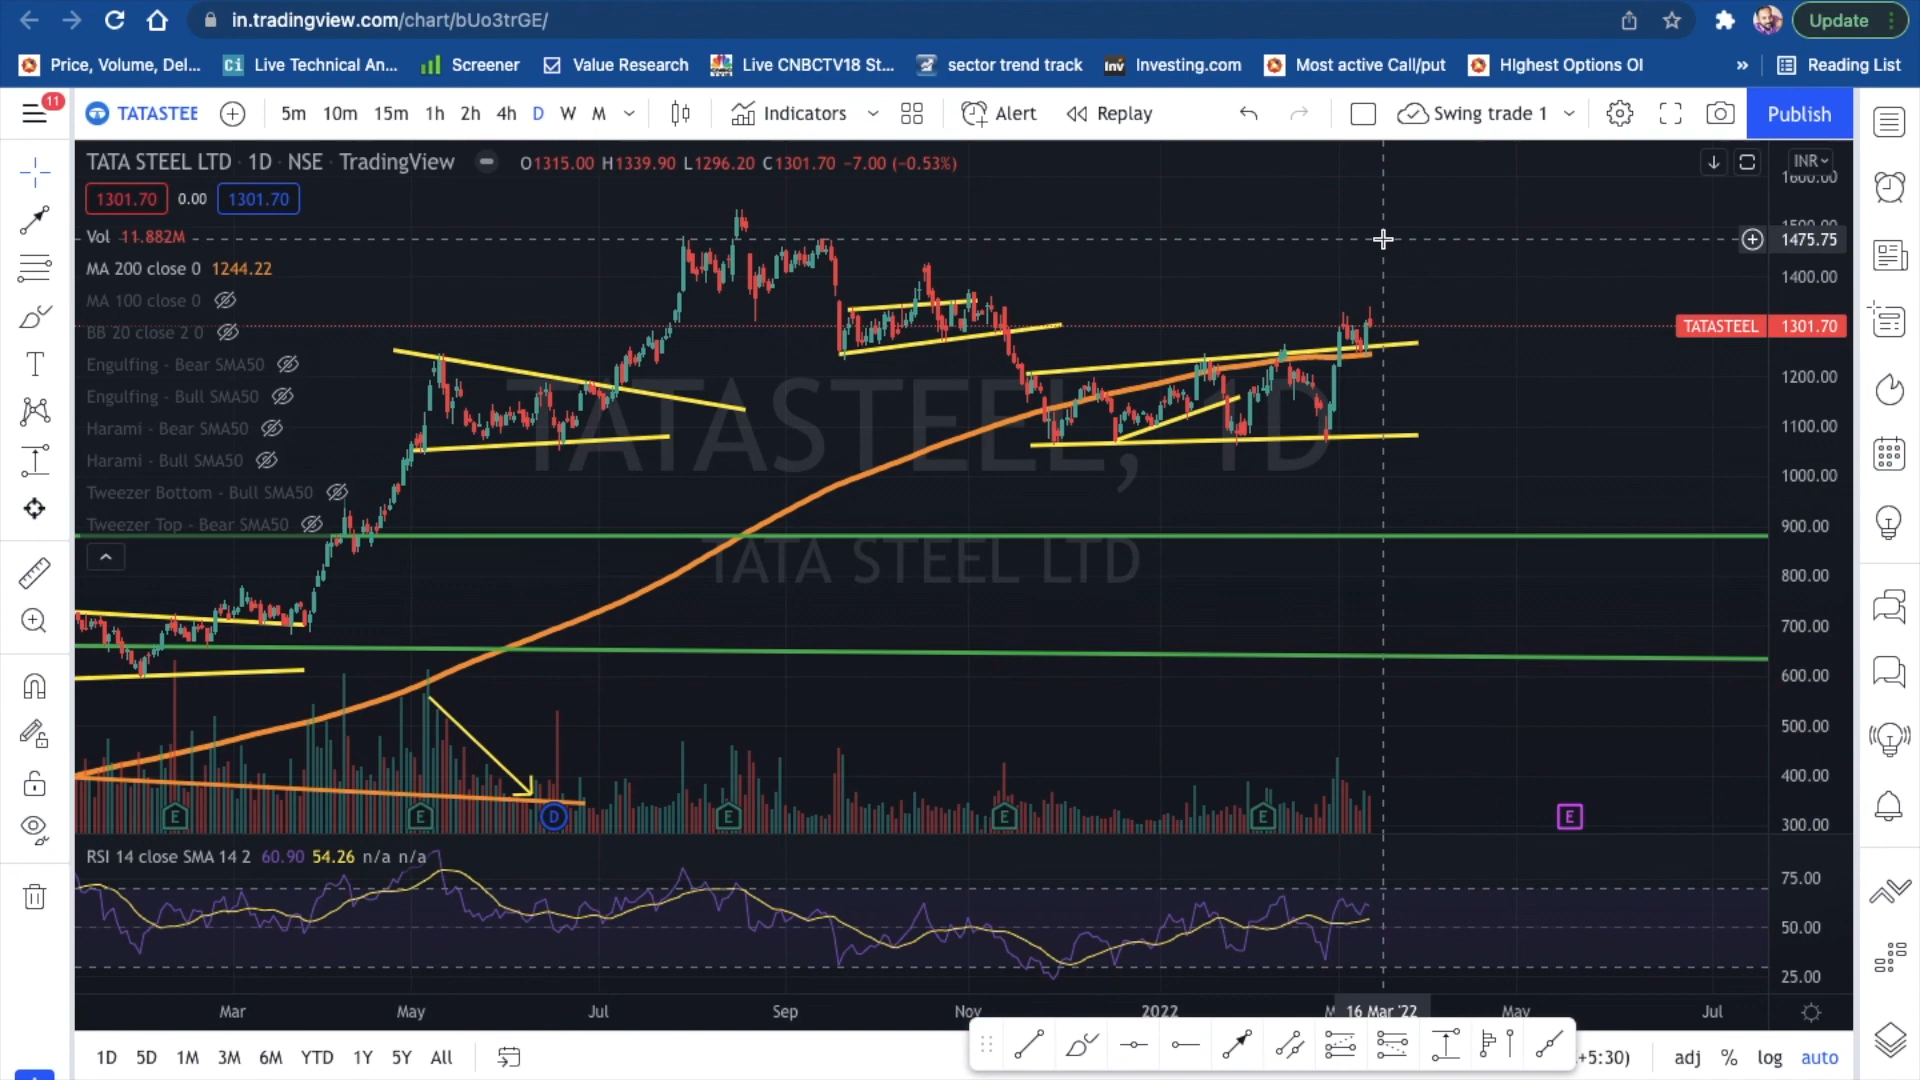 in.tradingview.com/chart/bUo3trGE/
Update
Price, Volume, Del...
Ci Live Technical An...
Screener
Value Research
Live CNBCTV18 St...
sector trend track
Inv Investing.com
Most active Call/put
HIghest Options OI
»
Reading List
11
TATASTEE
5m 10m 15m 1h 2h 4h D W M
Indicators
Alert
Replay
Swing trade 1
Publish
TATA STEEL LTD · 1D · NSE · TradingView
O1315.00 H1339.90 L1296.20 C1301.70 −7.00 (−0.53%)
INR
1301.70 0.00 1301.70
Vol 11.882M
MA 200 close 0 1244.22
MA 100 close 0
BB 20 close 2 0
Engulfing - Bear SMA50
Engulfing - Bull SMA50
Harami - Bear SMA50
Harami - Bull SMA50
Tweezer Bottom - Bull SMA50
Tweezer Top - Bear SMA50
TATASTEEL, 1D
TATA STEEL LTD
1600.00
1500.00
1475.75
1400.00
TATASTEEL 1301.70
1200.00
1100.00
1000.00
900.00
800.00
700.00
600.00
500.00
400.00
300.00
E E D E E E E
RSI 14 close SMA 14 2 60.90 54.26 n/a n/a
75.00
50.00
25.00
Mar May Jul Sep Nov 2022 M 16 Mar '22 May Jul
1D 5D 1M 3M 6M YTD 1Y 5Y All
+5:30) adj % log auto